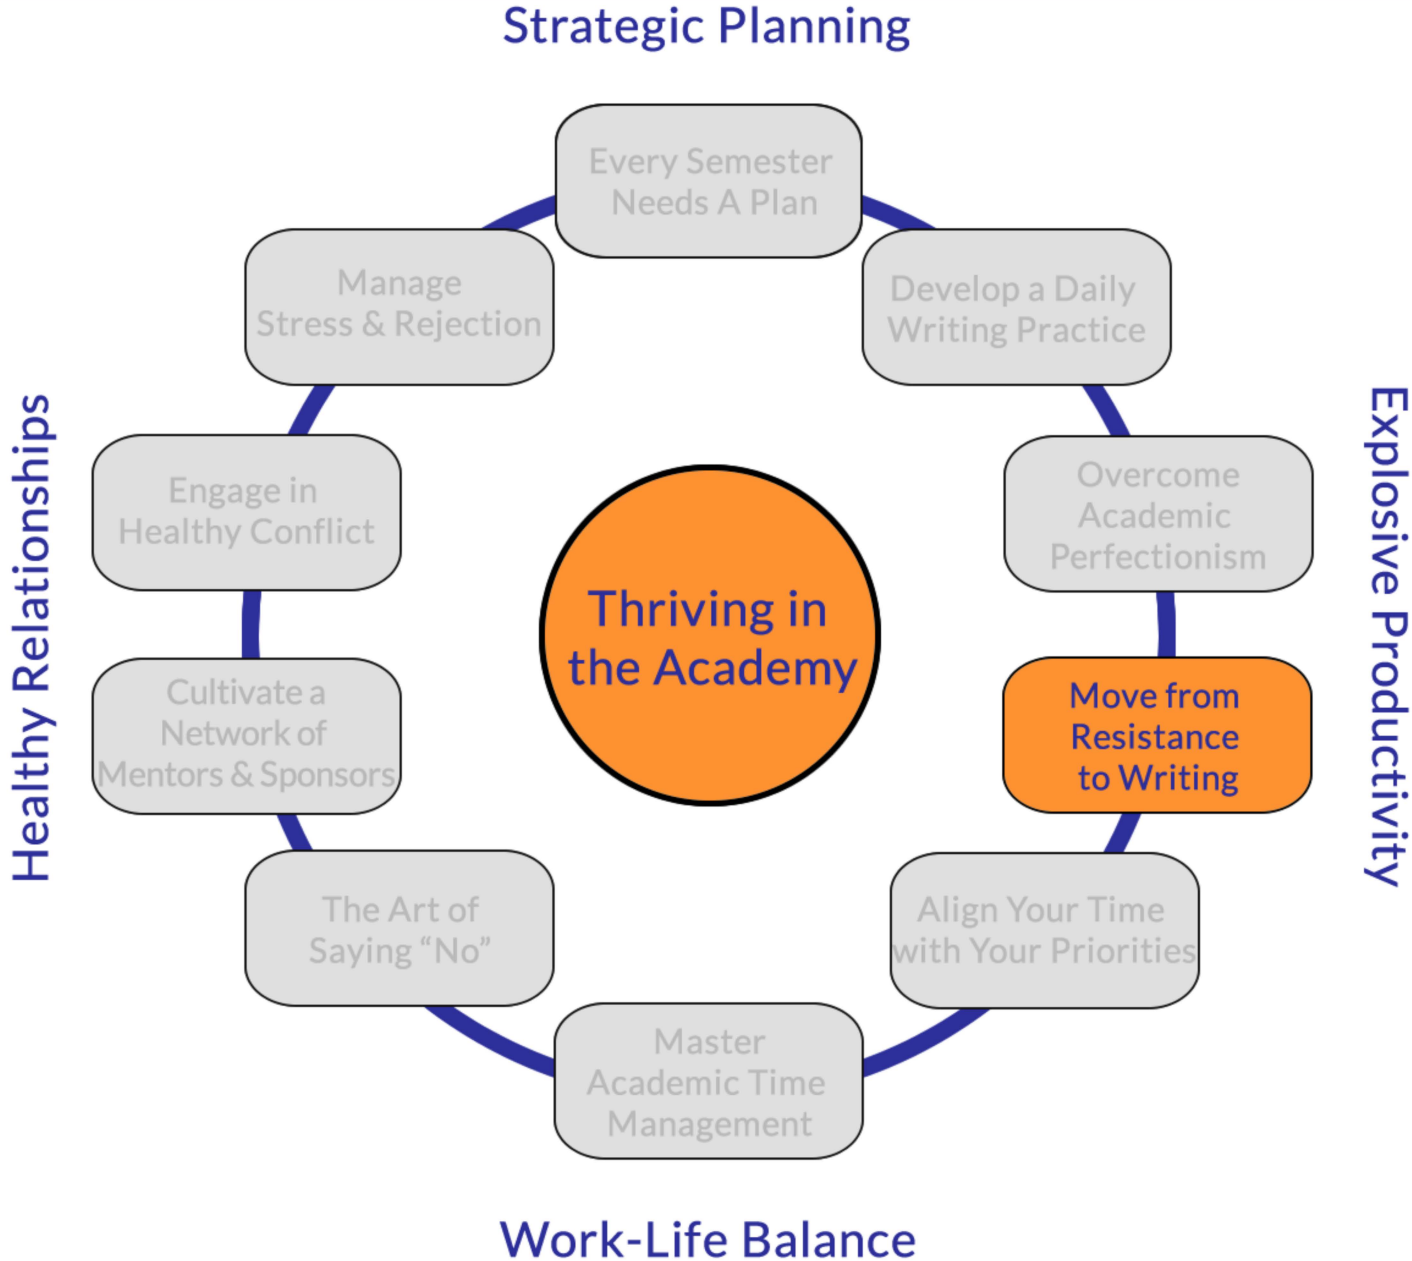 Strategic Planning
Every Semester
Needs A Plan
Develop a Daily
Writing Practice
Overcome
Academic
Perfectionism
Move from
Resistance
to Writing
Explosive Productivity
Align Your Time
with Your Priorities
Master
Academic Time
Management
Work-Life Balance
The Art of
Saying “No”
Cultivate a
Network of
Mentors & Sponsors
Engage in
Healthy Conflict
Healthy Relationships
Manage
Stress & Rejection
Thriving in
the Academy